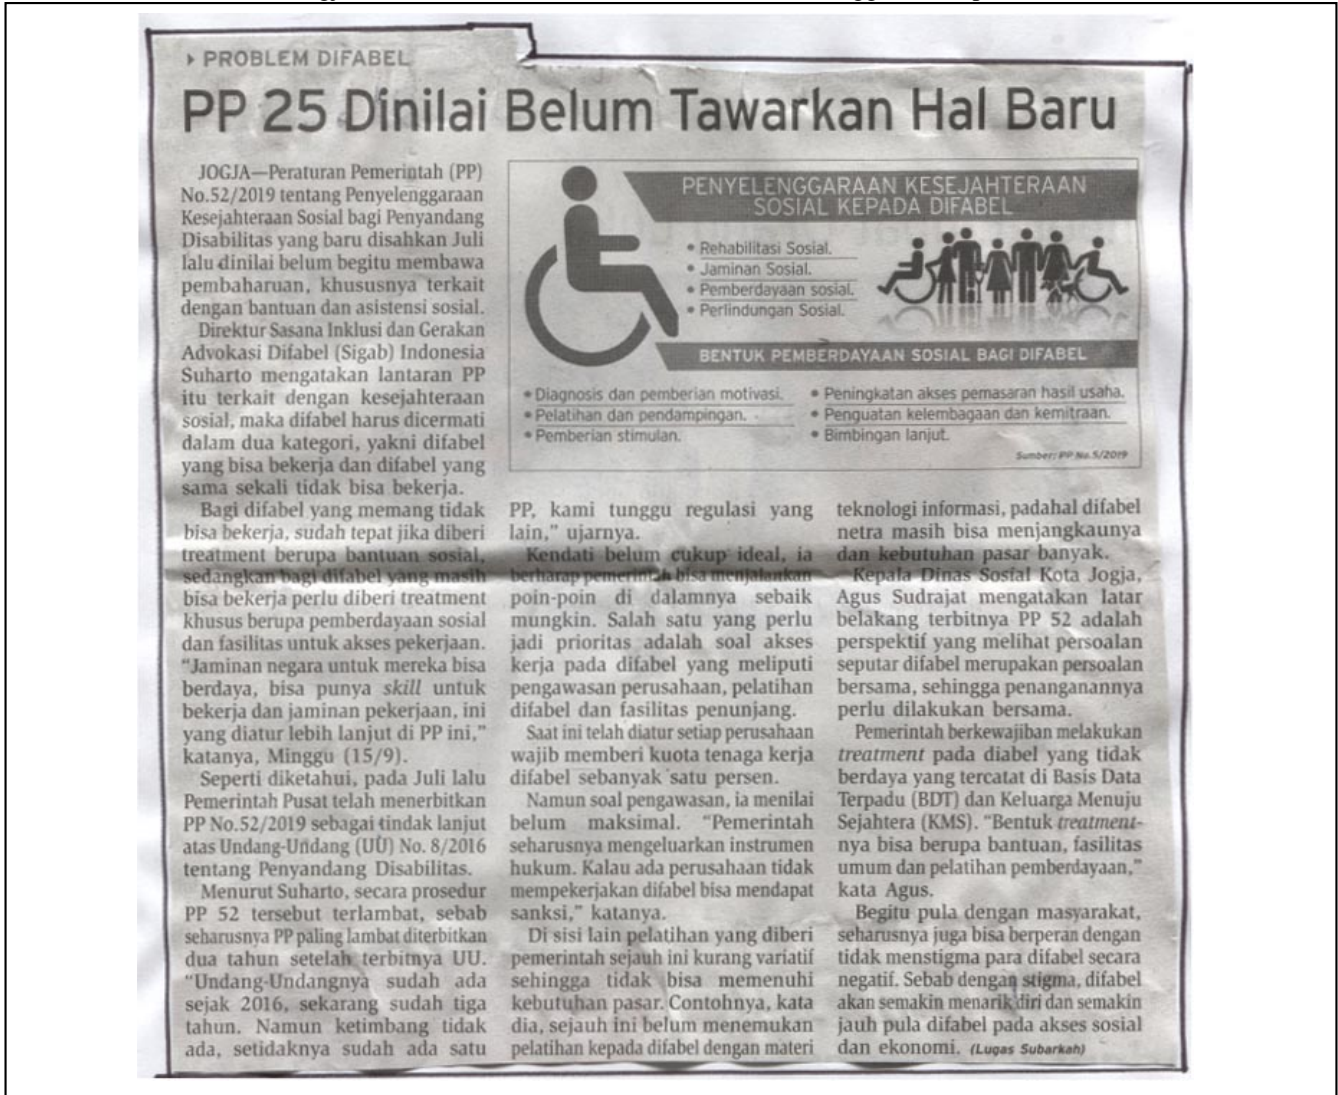 PROBLEM DIFABEL
PP 25 Dinilai Belum Tawarkan Hal Baru
JOGJA—Peraturan Pemerintah (PP)
No.52/2019 tentang Penyelenggaraan
Kesejahteraan Sosial bagi Penyandang
Disabilitas yang baru disahkan Juli
lalu dinilai belum begitu membawa
pembaharuan, khususnya terkait
dengan bantuan dan asistensi sosial.
Direktur Sasana Inklusi dan Gerakan
Advokasi Difabel (Sigab) Indonesia
Suharto mengatakan lantaran PP
itu terkait dengan kesejahteraan
sosial, maka difabel harus dicermati
dalam dua kategori, yakni difabel
yang bisa bekerja dan difabel yang
sama sekali tidak bisa bekerja.
Bagi difabel yang memang tidak
bisa bekerja, sudah tepat jika diberi
treatment berupa bantuan sosial,
sedangkan bagi difabel yang masih
bisa bekerja perlu diberi treatment
khusus berupa pemberdayaan sosial
dan fasilitas untuk akses pekerjaan.
"Jaminan negara untuk mereka bisa
berdaya, bisa punya skill untuk
bekerja dan jaminan pekerjaan, ini
yang diatur lebih lanjut di PP ini,"
katanya, Minggu (15/9).
Seperti diketahui, pada Juli lalu
Pemerintah Pusat telah menerbitkan
PP No.52/2019 sebagai tindak lanjut
atas Undang-Undang (UU) No. 8/2016
tentang Penyandang Disabilitas.
Menurut Suharto, secara prosedur
PP 52 tersebut terlambat, sebab
seharusnya PP paling lambat diterbitkan
dua tahun setelah terbitnya UU.
"Undang-Undangnya sudah ada
sejak 2016, sekarang sudah tiga
tahun. Namun ketimbang tidak
ada, setidaknya sudah ada satu
PENYELENGGARAAN KESEJAHTERAAN
SOSIAL KEPADA DIFABEL
• Rehabilitasi Sosial.
• Jaminan Sosial.
• Pemberdayaan sosial.
• Perlindungan Sosial.
BENTUK PEMBERDAYAAN SOSIAL BAGI DIFABEL
• Diagnosis dan pemberian motivasi.
• Pelatihan dan pendampingan.
• Pemberian stimulan.
• Peningkatan akses pemasaran hasil usaha.
• Penguatan kelembagaan dan kemitraan.
• Bimbingan lanjut.
Sumber: PP No.5/2019
PP, kami tunggu regulasi yang
lain," ujarnya.
Kendati belum cukup ideal, ia
berharap pemerintah bisa menjalankan
poin-poin di dalamnya sebaik
mungkin. Salah satu yang perlu
jadi prioritas adalah soal akses
kerja pada difabel yang meliputi
pengawasan perusahaan, pelatihan
difabel dan fasilitas penunjang.
Saat ini telah diatur setiap perusahaan
wajib memberi kuota tenaga kerja
difabel sebanyak satu persen.
Namun soal pengawasan, ia menilai
belum maksimal. "Pemerintah
seharusnya mengeluarkan instrumen
hukum. Kalau ada perusahaan tidak
mempekerjakan difabel bisa mendapat
sanksi," katanya.
Di sisi lain pelatihan yang diberi
pemerintah sejauh ini kurang variatif
sehingga tidak bisa memenuhi
kebutuhan pasar. Contohnya, kata
dia, sejauh ini belum menemukan
pelatihan kepada difabel dengan materi
teknologi informasi, padahal difabel
netra masih bisa menjangkaunya
dan kebutuhan pasar banyak.
Kepala Dinas Sosial Kota Jogja,
Agus Sudrajat mengatakan latar
belakang terbitnya PP 52 adalah
perspektif yang melihat persoalan
seputar difabel merupakan persoalan
bersama, sehingga penanganannya
perlu dilakukan bersama.
Pemerintah berkewajiban melakukan
treatment pada diabel yang tidak
berdaya yang tercatat di Basis Data
Terpadu (BDT) dan Keluarga Menuju
Sejahtera (KMS). "Bentuk treatment-
nya bisa berupa bantuan, fasilitas
umum dan pelatihan pemberdayaan,"
kata Agus.
Begitu pula dengan masyarakat,
seharusnya juga bisa berperan dengan
tidak menstigma para difabel secara
negatif. Sebab dengan stigma, difabel
akan semakin menarik diri dan semakin
jauh pula difabel pada akses sosial
dan ekonomi. (Lugas Subarkah)